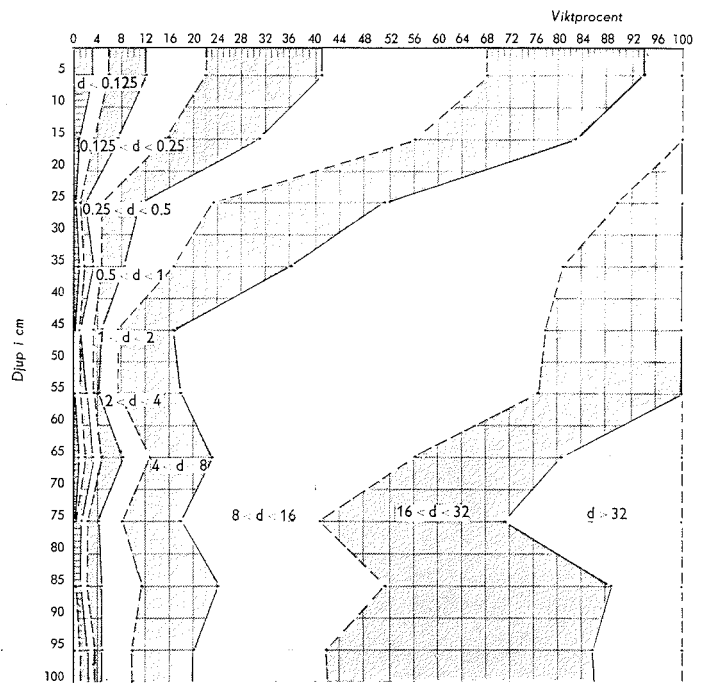 Viktprocent
0 4 8 12 16 20 24 28 32 36 40 44 48 52 56 60 64 68 72 76 80 84 88 92 96 100
5
d < 0.125
10
15
0.125 < d < 0.25
20
25
0.25 < d < 0.5
30
35
0.5 < d < 1
40
45
1 < d < 2
Djup i cm
50
55
2 < d < 4
60
65
4 < d < 8
70
75
8 < d < 16
16 < d < 32
d > 32
80
85
90
95
100